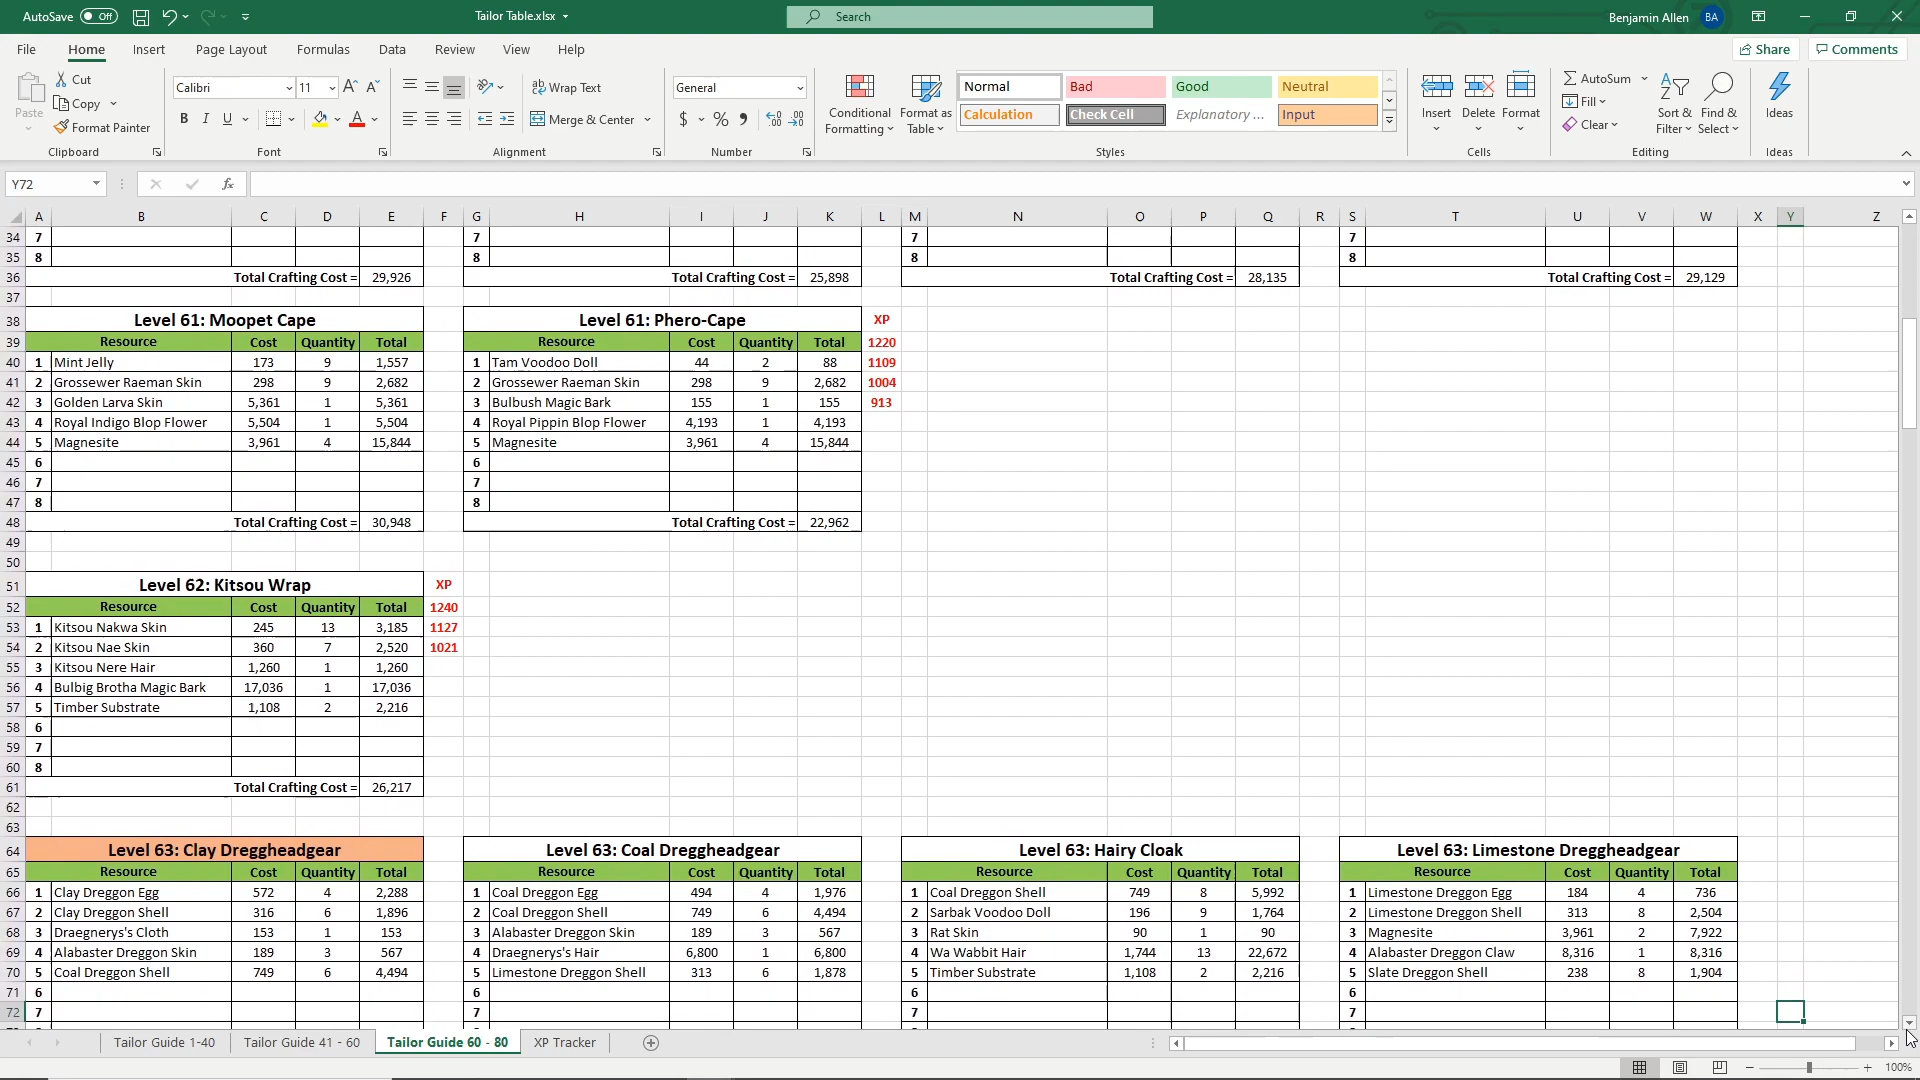 AutoSave Off Tailor Table.xlsx Search Benjamin Allen BA
File Home Insert Page Layout Formulas Data Review View Help Share Comments
Paste Cut Copy Format Painter Clipboard
Calibri 11 A A B I U A Font
Wrap Text Merge & Center Alignment
General $ % Number
Conditional Formatting Format as Table
Normal Bad Good Neutral
Calculation Check Cell Explanatory ... Input
Styles
Insert Delete Format Cells
AutoSum Fill Clear Sort & Filter Find & Select Editing
Ideas Ideas
Y72 fx
A B C D E F G H I J K L M N O P Q R S T U V W X Y Z
34 7 7 7 7
35 8 8 8 8
36 Total Crafting Cost = 29,926 Total Crafting Cost = 25,898 Total Crafting Cost = 28,135 Total Crafting Cost = 29,129
37
38 Level 61: Moopet Cape Level 61: Phero-Cape XP
39 Resource Cost Quantity Total Resource Cost Quantity Total 1220
40 1 Mint Jelly 173 9 1,557 1 Tam Voodoo Doll 44 2 88 1109
41 2 Grossewer Raeman Skin 298 9 2,682 2 Grossewer Raeman Skin 298 9 2,682 1004
42 3 Golden Larva Skin 5,361 1 5,361 3 Bulbush Magic Bark 155 1 155 913
43 4 Royal Indigo Blop Flower 5,504 1 5,504 4 Royal Pippin Blop Flower 4,193 1 4,193
44 5 Magnesite 3,961 4 15,844 5 Magnesite 3,961 4 15,844
45 6 6
46 7 7
47 8 8
48 Total Crafting Cost = 30,948 Total Crafting Cost = 22,962
49
50
51 Level 62: Kitsou Wrap XP
52 Resource Cost Quantity Total 1240
53 1 Kitsou Nakwa Skin 245 13 3,185 1127
54 2 Kitsou Nae Skin 360 7 2,520 1021
55 3 Kitsou Nere Hair 1,260 1 1,260
56 4 Bulbig Brotha Magic Bark 17,036 1 17,036
57 5 Timber Substrate 1,108 2 2,216
58 6
59 7
60 8
61 Total Crafting Cost = 26,217
62
63
64 Level 63: Clay Dreggheadgear Level 63: Coal Dreggheadgear Level 63: Hairy Cloak Level 63: Limestone Dreggheadgear
65 Resource Cost Quantity Total Resource Cost Quantity Total Resource Cost Quantity Total Resource Cost Quantity Total
66 1 Clay Dreggon Egg 572 4 2,288 1 Coal Dreggon Egg 494 4 1,976 1 Coal Dreggon Shell 749 8 5,992 1 Limestone Dreggon Egg 184 4 736
67 2 Clay Dreggon Shell 316 6 1,896 2 Coal Dreggon Shell 749 6 4,494 2 Sarbak Voodoo Doll 196 9 1,764 2 Limestone Dreggon Shell 313 8 2,504
68 3 Draegnerys's Cloth 153 1 153 3 Alabaster Dreggon Skin 189 3 567 3 Rat Skin 90 1 90 3 Magnesite 3,961 2 7,922
69 4 Alabaster Dreggon Skin 189 3 567 4 Draegnerys's Hair 6,800 1 6,800 4 Wa Wabbit Hair 1,744 13 22,672 4 Alabaster Dreggon Claw 8,316 1 8,316
70 5 Coal Dreggon Shell 749 6 4,494 5 Limestone Dreggon Shell 313 6 1,878 5 Timber Substrate 1,108 2 2,216 5 Slate Dreggon Shell 238 8 1,904
71 6 6 6 6
72 7 7 7 7
Tailor Guide 1-40 Tailor Guide 41 - 60 Tailor Guide 60 - 80 XP Tracker
100%